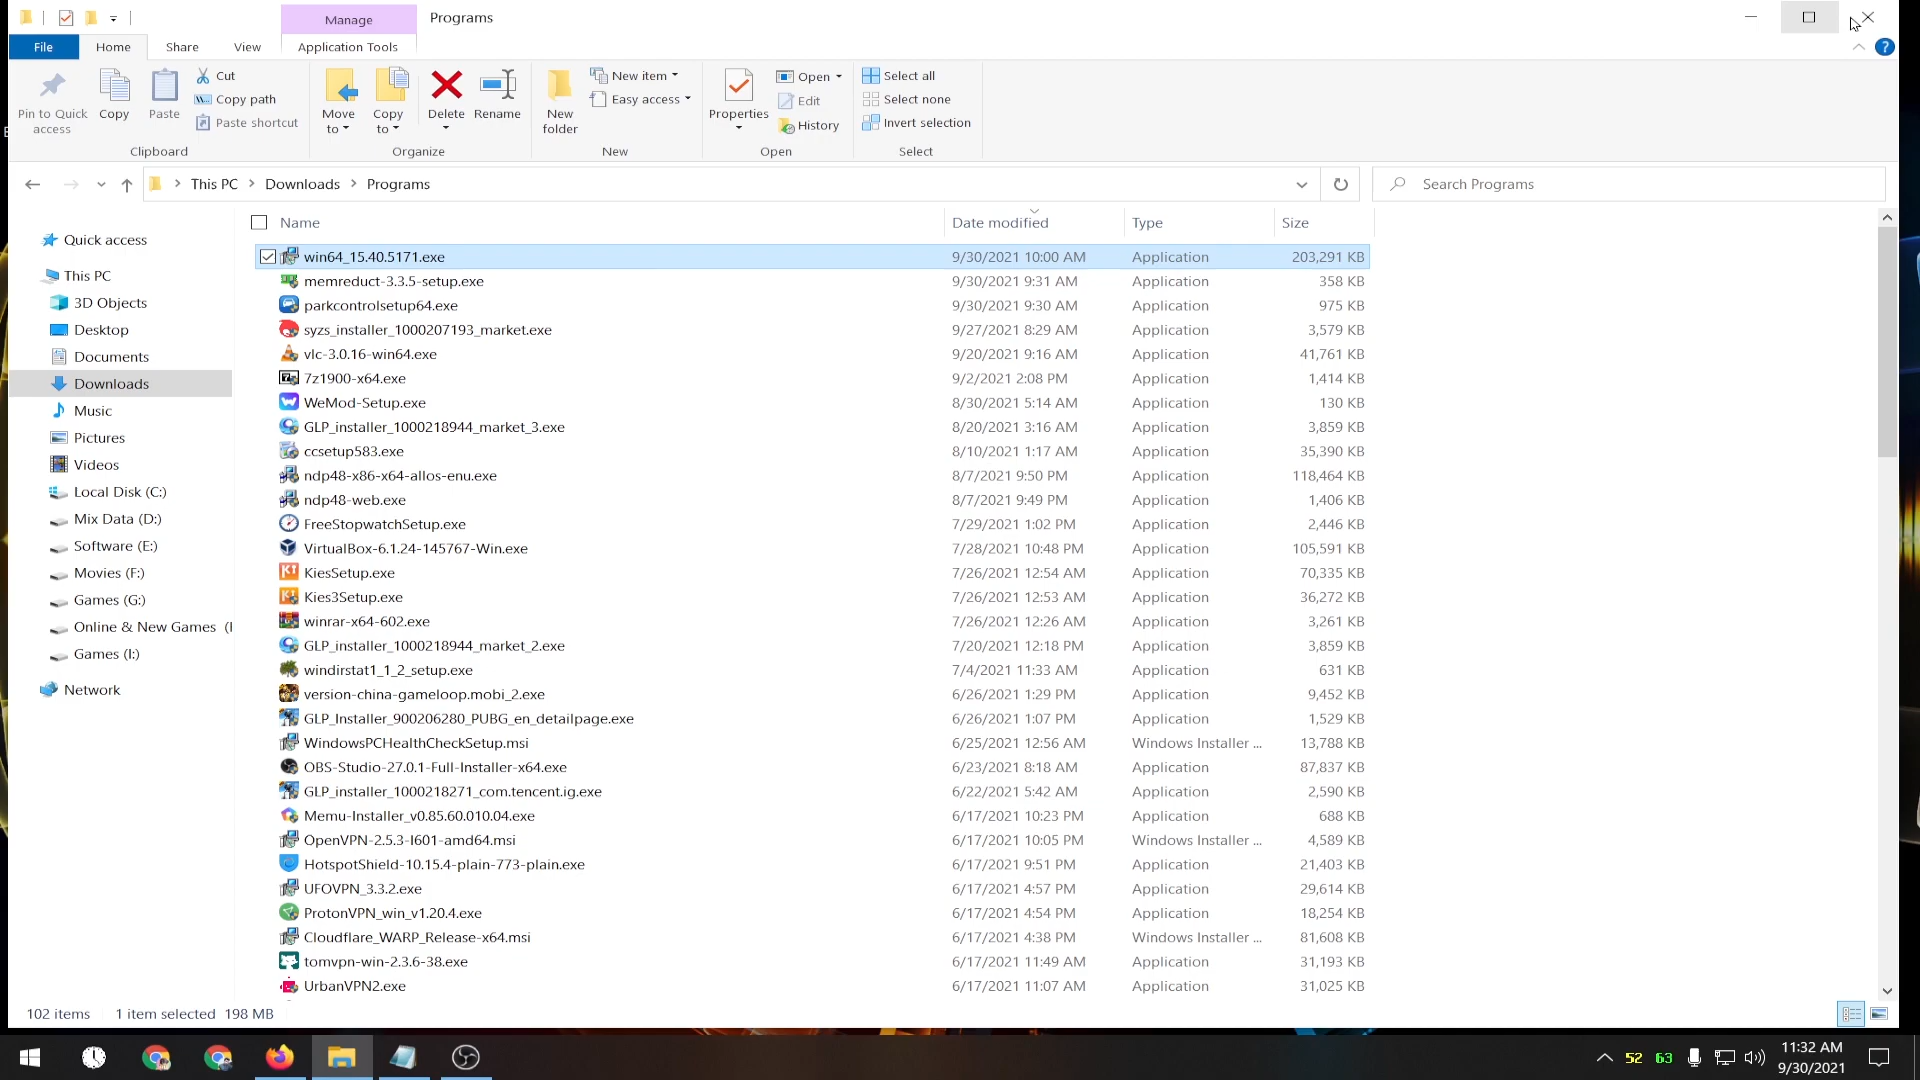 Manage
Programs
File
Home
Share
View
Application Tools
Pin to Quick access
Copy
Paste
Cut
Copy path
Paste shortcut
Clipboard
Move to
Copy to
Delete
Rename
Organize
New folder
New item
Easy access
New
Properties
Open
Edit
History
Open
Select all
Select none
Invert selection
Select
This PC > Downloads > Programs
Search Programs
Quick access
This PC
3D Objects
Desktop
Documents
Downloads
Music
Pictures
Videos
Local Disk (C:)
Mix Data (D:)
Software (E:)
Movies (F:)
Games (G:)
Online & New Games (
Games (I:)
Network
Name Date modified Type Size
win64_15.40.5171.exe 9/30/2021 10:00 AM Application 203,291 KB
memreduct-3.3.5-setup.exe 9/30/2021 9:31 AM Application 358 KB
parkcontrolsetup64.exe 9/30/2021 9:30 AM Application 975 KB
syzs_installer_1000207193_market.exe 9/27/2021 8:29 AM Application 3,579 KB
vlc-3.0.16-win64.exe 9/20/2021 9:16 AM Application 41,761 KB
7z1900-x64.exe 9/2/2021 2:08 PM Application 1,414 KB
WeMod-Setup.exe 8/30/2021 5:14 AM Application 130 KB
GLP_installer_1000218944_market_3.exe 8/20/2021 3:16 AM Application 3,859 KB
ccsetup583.exe 8/10/2021 1:17 AM Application 35,390 KB
ndp48-x86-x64-allos-enu.exe 8/7/2021 9:50 PM Application 118,464 KB
ndp48-web.exe 8/7/2021 9:49 PM Application 1,406 KB
FreeStopwatchSetup.exe 7/29/2021 1:02 PM Application 2,446 KB
VirtualBox-6.1.24-145767-Win.exe 7/28/2021 10:48 PM Application 105,591 KB
KiesSetup.exe 7/26/2021 12:54 AM Application 70,335 KB
Kies3Setup.exe 7/26/2021 12:53 AM Application 36,272 KB
winrar-x64-602.exe 7/26/2021 12:26 AM Application 3,261 KB
GLP_installer_1000218944_market_2.exe 7/20/2021 12:18 PM Application 3,859 KB
windirstat1_1_2_setup.exe 7/4/2021 11:33 AM Application 631 KB
version-china-gameloop.mobi_2.exe 6/26/2021 1:29 PM Application 9,452 KB
GLP_Installer_900206280_PUBG_en_detailpage.exe 6/26/2021 1:07 PM Application 1,529 KB
WindowsPCHealthCheckSetup.msi 6/25/2021 12:56 AM Windows Installer ... 13,788 KB
OBS-Studio-27.0.1-Full-Installer-x64.exe 6/23/2021 8:18 AM Application 87,837 KB
GLP_installer_1000218271_com.tencent.ig.exe 6/22/2021 5:42 AM Application 2,590 KB
Memu-Installer_v0.85.60.010.04.exe 6/17/2021 10:23 PM Application 688 KB
OpenVPN-2.5.3-I601-amd64.msi 6/17/2021 10:05 PM Windows Installer ... 4,589 KB
HotspotShield-10.15.4-plain-773-plain.exe 6/17/2021 9:51 PM Application 21,403 KB
UFOVPN_3.3.2.exe 6/17/2021 4:57 PM Application 29,614 KB
ProtonVPN_win_v1.20.4.exe 6/17/2021 4:54 PM Application 18,254 KB
Cloudflare_WARP_Release-x64.msi 6/17/2021 4:38 PM Windows Installer ... 81,608 KB
tomvpn-win-2.3.6-38.exe 6/17/2021 11:49 AM Application 31,193 KB
UrbanVPN2.exe 6/17/2021 11:07 AM Application 31,025 KB
102 items 1 item selected 198 MB
52 63
11:32 AM
9/30/2021